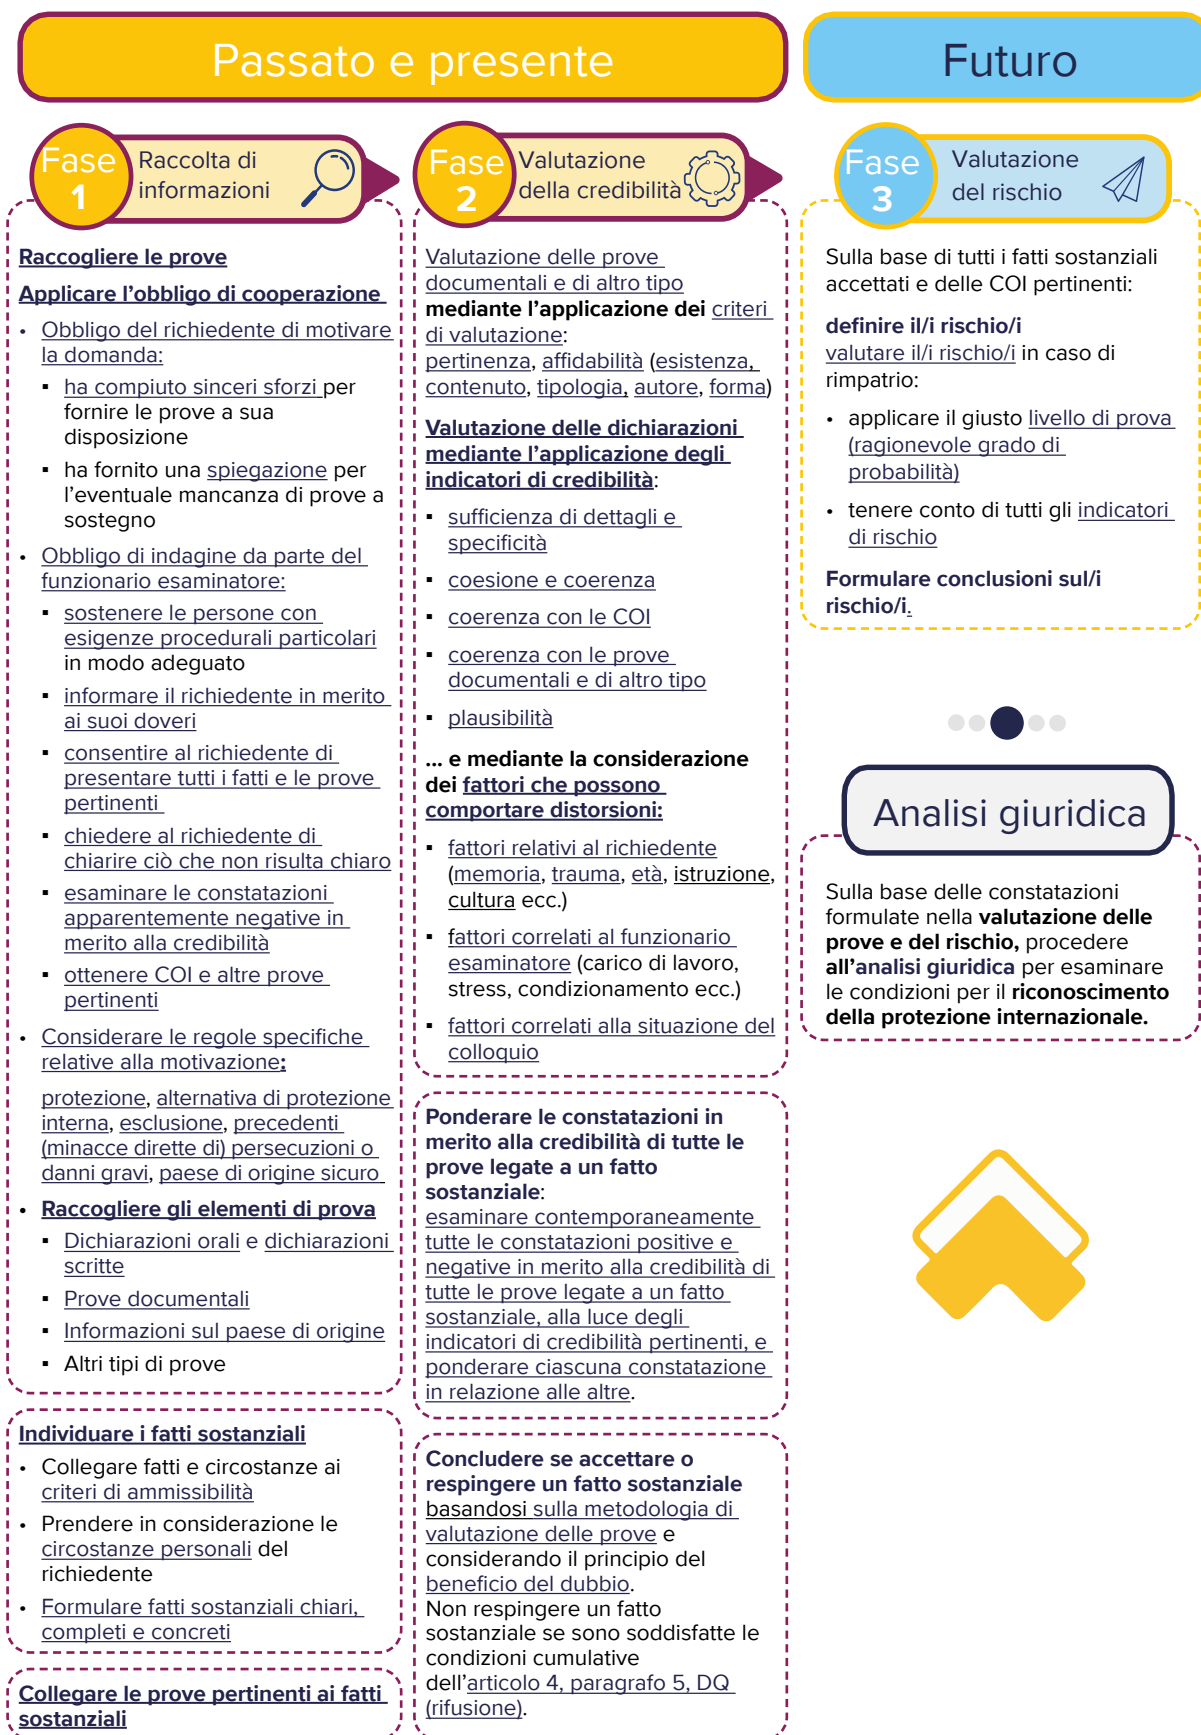 Passato e presente
Futuro
Fase
1
Raccolta di
informazioni
Raccogliere le prove
Applicare l'obbligo di cooperazione
• Obbligo del richiedente di motivare
la domanda:
▪ ha compiuto sinceri sforzi per
fornire le prove a sua
disposizione
▪ ha fornito una spiegazione per
l'eventuale mancanza di prove a
sostegno
• Obbligo di indagine da parte del
funzionario esaminatore:
▪ sostenere le persone con
esigenze procedurali particolari
in modo adeguato
▪ informare il richiedente in merito
ai suoi doveri
▪ consentire al richiedente di
presentare tutti i fatti e le prove
pertinenti
▪ chiedere al richiedente di
chiarire ciò che non risulta chiaro
▪ esaminare le constatazioni
apparentemente negative in
merito alla credibilità
▪ ottenere COI e altre prove
pertinenti
• Considerare le regole specifiche
relative alla motivazione:
protezione, alternativa di protezione
interna, esclusione, precedenti
(minacce dirette di) persecuzioni o
danni gravi, paese di origine sicuro
• Raccogliere gli elementi di prova
▪ Dichiarazioni orali e dichiarazioni
scritte
▪ Prove documentali
▪ Informazioni sul paese di origine
▪ Altri tipi di prove
Individuare i fatti sostanziali
• Collegare fatti e circostanze ai
criteri di ammissibilità
• Prendere in considerazione le
circostanze personali del
richiedente
• Formulare fatti sostanziali chiari,
completi e concreti
Collegare le prove pertinenti ai fatti
sostanziali
Fase
2
Valutazione
della credibilità
Valutazione delle prove
documentali e di altro tipo
mediante l'applicazione dei criteri
di valutazione:
pertinenza, affidabilità (esistenza,
contenuto, tipologia, autore, forma)
Valutazione delle dichiarazioni
mediante l'applicazione degli
indicatori di credibilità:
▪ sufficienza di dettagli e
specificità
▪ coesione e coerenza
▪ coerenza con le COI
▪ coerenza con le prove
documentali e di altro tipo
▪ plausibilità
... e mediante la considerazione
dei fattori che possono
comportare distorsioni:
▪ fattori relativi al richiedente
(memoria, trauma, età, istruzione,
cultura ecc.)
▪ fattori correlati al funzionario
esaminatore (carico di lavoro,
stress, condizionamento ecc.)
▪ fattori correlati alla situazione del
colloquio
Ponderare le constatazioni in
merito alla credibilità di tutte le
prove legate a un fatto
sostanziale:
esaminare contemporaneamente
tutte le constatazioni positive e
negative in merito alla credibilità di
tutte le prove legate a un fatto
sostanziale, alla luce degli
indicatori di credibilità pertinenti, e
ponderare ciascuna constatazione
in relazione alle altre.
Concludere se accettare o
respingere un fatto sostanziale
basandosi sulla metodologia di
valutazione delle prove e
considerando il principio del
beneficio del dubbio.
Non respingere un fatto
sostanziale se sono soddisfatte le
condizioni cumulative
dell'articolo 4, paragrafo 5, DQ
(rifusione).
Fase
3
Valutazione
del rischio
Sulla base di tutti i fatti sostanziali
accettati e delle COI pertinenti:
definire il/i rischio/i
valutare il/i rischio/i in caso di
rimpatrio:
• applicare il giusto livello di prova
(ragionevole grado di
probabilità)
• tenere conto di tutti gli indicatori
di rischio
Formulare conclusioni sul/i
rischio/i.
Analisi giuridica
Sulla base delle constatazioni
formulate nella valutazione delle
prove e del rischio, procedere
all'analisi giuridica per esaminare
le condizioni per il riconoscimento
della protezione internazionale.